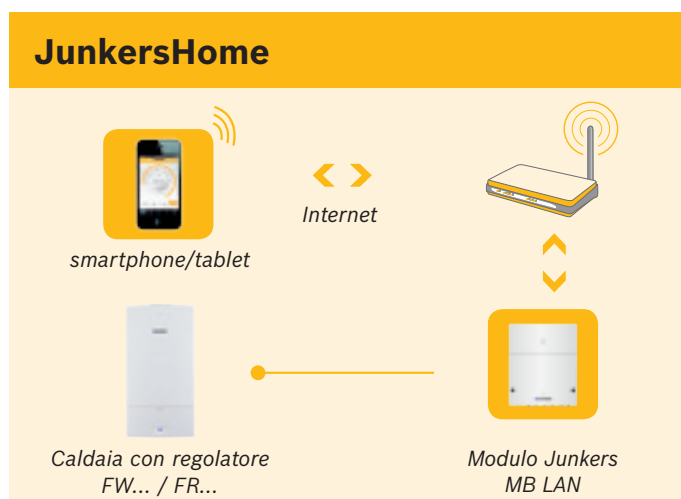 JunkersHome
Internet
smartphone/tablet
Caldaia con regolatore
FW... / FR...
Modulo Junkers
MB LAN